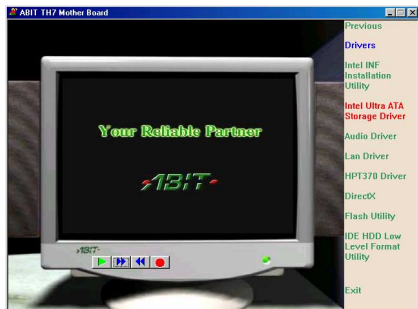 ABIT TH7 Mother Board
Previous
Drivers
Intel INF
Installation
Utility
Intel Ultra ATA
Storage Driver
Audio Driver
Lan Driver
HPT370 Driver
DirectX
Flash Utility
IDE HDD Low
Level Format
Utility
Exit
Your Reliable Partner
ABIT
ABIT